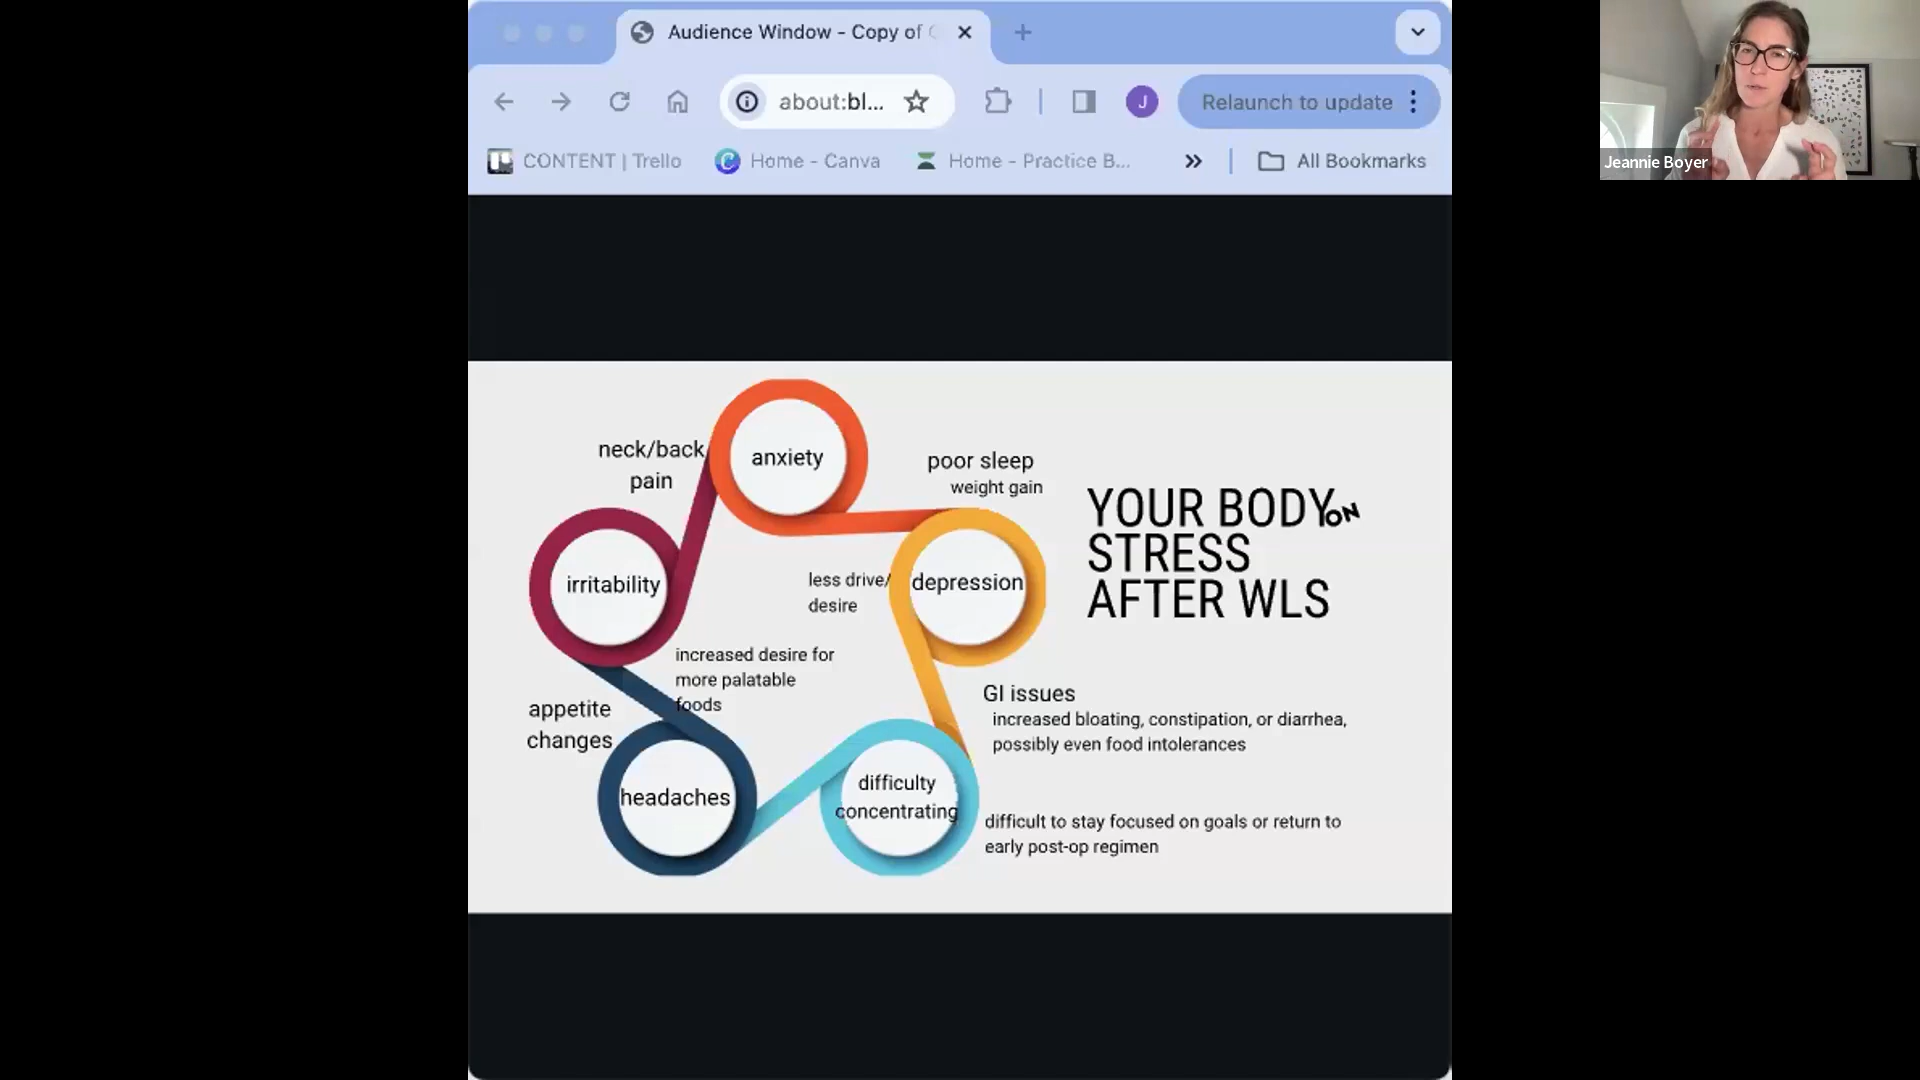 Audience Window - Copy of
about:bl...
J
Relaunch to update
CONTENT | Trello
Home - Canva
Home - Practice B...
All Bookmarks
Jeannie Boyer
neck/back
pain
anxiety
poor sleep
weight gain
YOUR BODY ON
STRESS
AFTER WLS
irritability
less drive/
desire
depression
increased desire for
more palatable
foods
appetite
changes
GI issues
increased bloating, constipation, or diarrhea,
possibly even food intolerances
headaches
difficulty
concentrating
difficult to stay focused on goals or return to
early post-op regimen